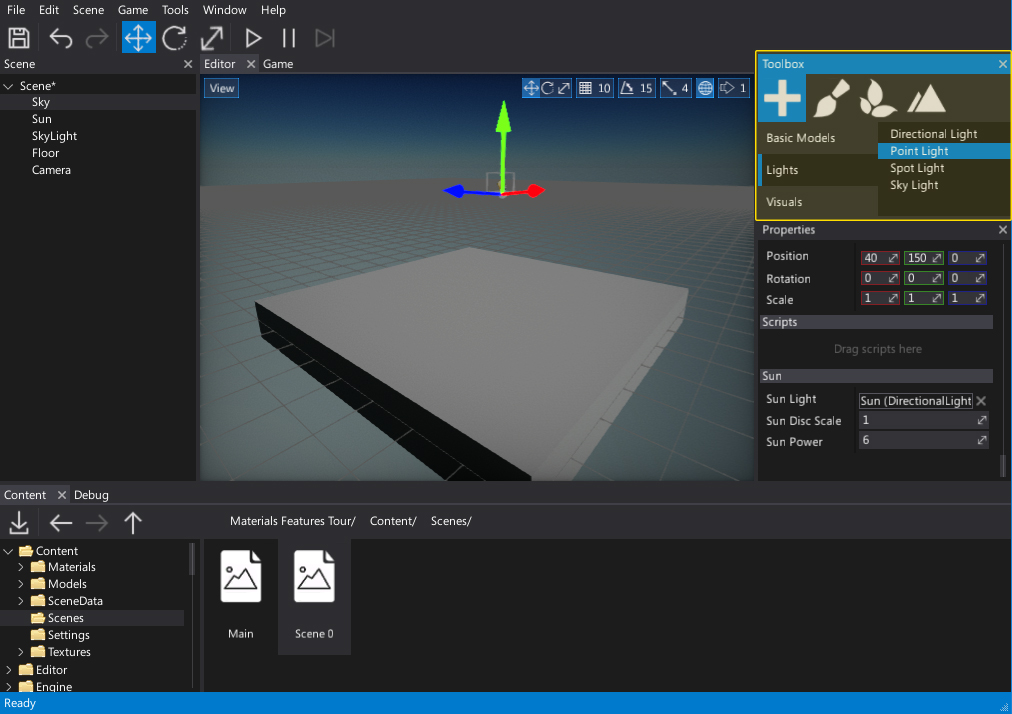 File Edit Scene Game Tools Window Help
Scene
Scene*
Sky
Sun
SkyLight
Floor
Camera
Editor Game
View 10 15 4 1
Toolbox
Basic Models
Lights
Visuals
Directional Light
Point Light
Spot Light
Sky Light
Properties
Position 40 150 0
Rotation 0 0 0
Scale 1 1 1
Scripts
Drag scripts here
Sun
Sun Light Sun (DirectionalLight
Sun Disc Scale 1
Sun Power 6
Content Debug
Materials Features Tour/ Content/ Scenes/
Content
Materials
Models
SceneData
Scenes
Settings
Textures
Editor
Engine
Main
Scene 0
Ready